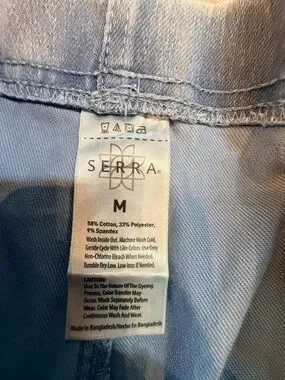 SERRA®
M
58% Cotton, 33% Polyester,
9% Spandex
Wash Inside Out. Machine Wash Cold,
Gentle Cycle With Like Colors. Use Only
Non-Chlorine Bleach When Needed.
Tumble Dry Low. Low Iron If Needed.
CAUTION:
Due To The Nature Of The Dyeing
Process, Color Transfer May
Occur. Wash Separately Before
Wear. Color May Fade After
Continuous Wash And Wear.
Made in Bangladesh/Hecho En Bangladesh